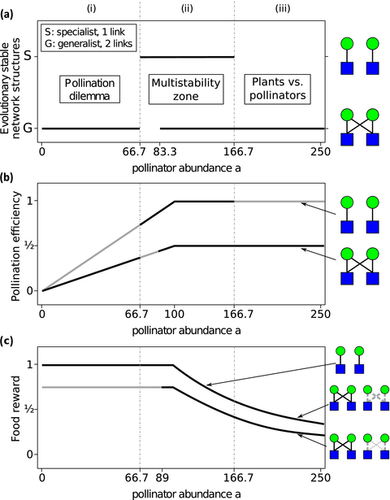 (i) (ii) (iii)
(a)
S: specialist, 1 link
G: generalist, 2 links
Evolutionary stable
network structures
S
G
Pollination
dilemma
Multistability
zone
Plants vs.
pollinators
0 66.7 83.3 166.7 250
pollinator abundance a
(b)
Pollination efficiency
1
½
0
0 66.7 100 166.7 250
pollinator abundance a
(c)
Food reward
1
½
0
0 66.7 89 166.7 250
pollinator abundance a